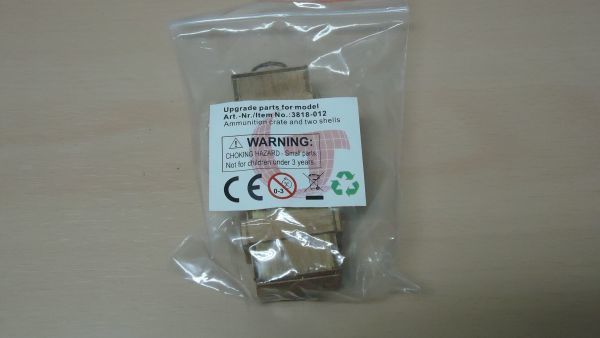 Upgrade parts for model
Art.-Nr./Item No.:3818-012
Ammunition crate and two shells
WARNING:
CHOKING HAZARD - Small parts
Not for children under 3 years.
CE
0-3